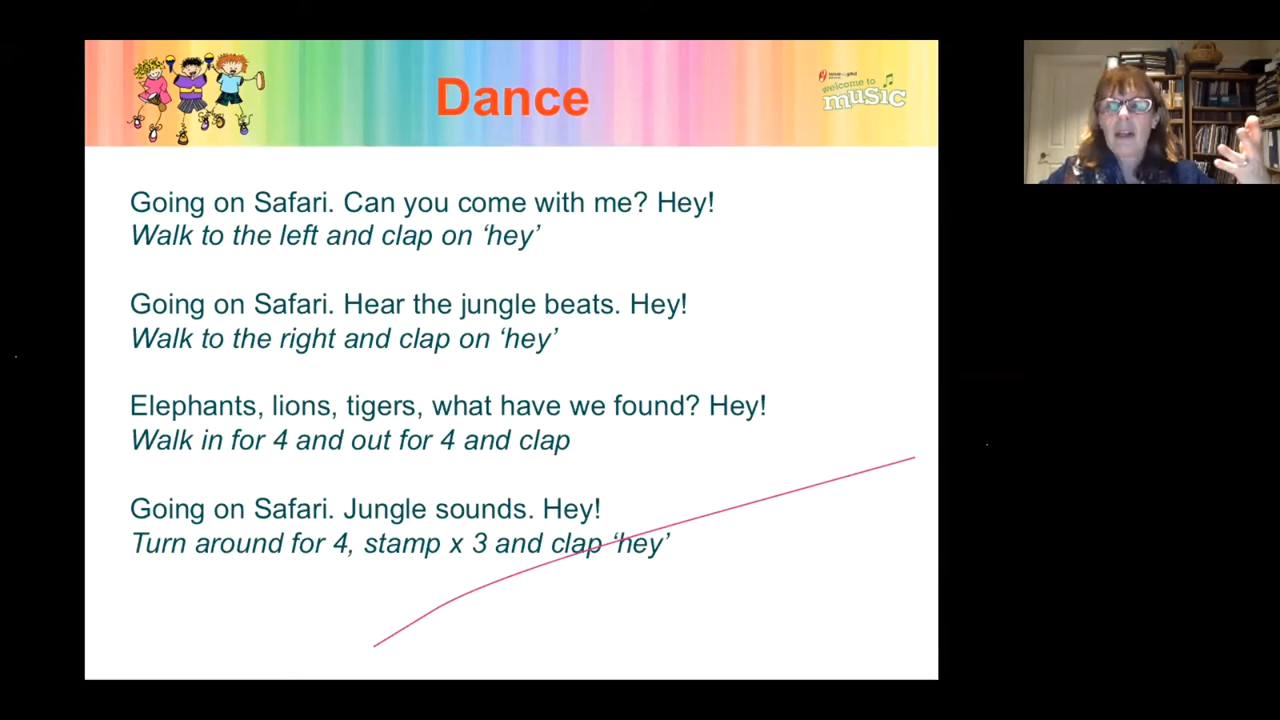 Dance
welcome to
music
Going on Safari. Can you come with me? Hey!
Walk to the left and clap on ‘hey’
Going on Safari. Hear the jungle beats. Hey!
Walk to the right and clap on ‘hey’
Elephants, lions, tigers, what have we found? Hey!
Walk in for 4 and out for 4 and clap
Going on Safari. Jungle sounds. Hey!
Turn around for 4, stamp x 3 and clap ‘hey’